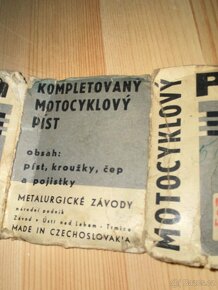 KOMPLETOVANÝ
MOTOCYKLOVÝ
PÍST
obsah:
píst, kroužky, čep
a pojistky
METALURGICKÉ ZÁVODY
národní podnik
Závod v Ústí nad Labem - Trmice
MADE IN CZECHOSLOVAKIA
MOTOCYKLOVÝ